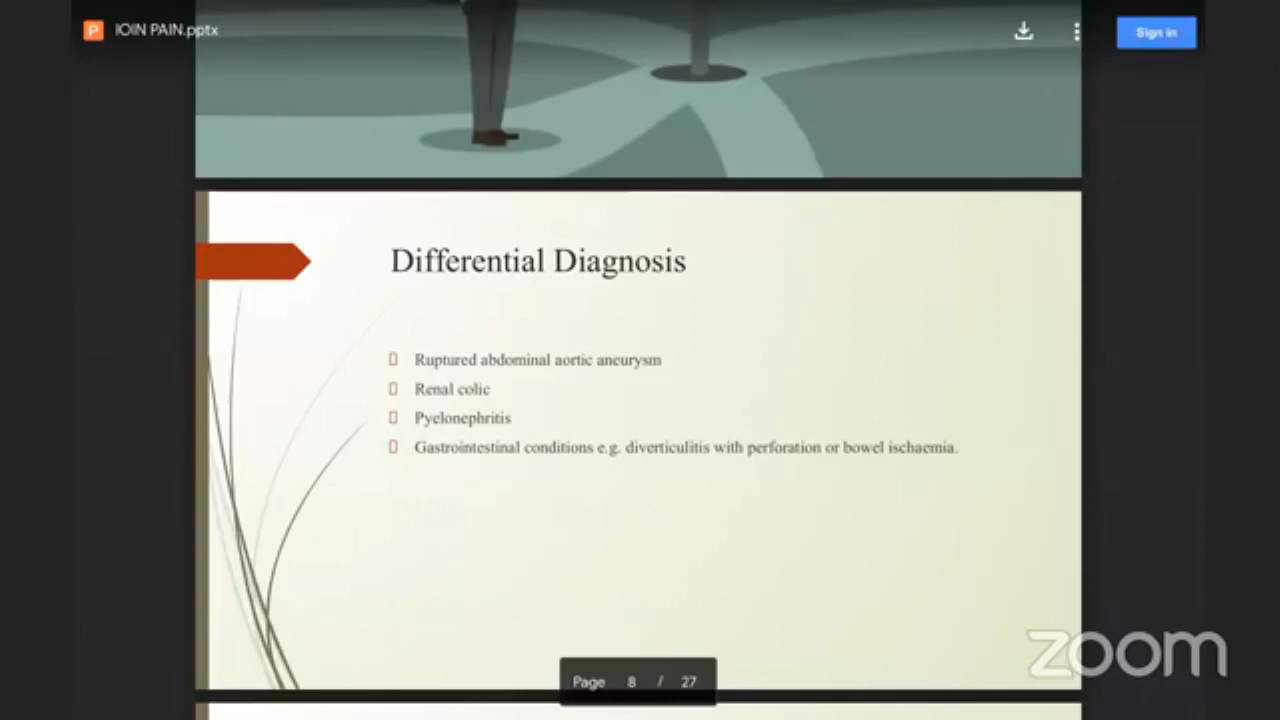 P
IOIN PAIN.pptx
Sign in
Differential Diagnosis
Ruptured abdominal aortic aneurysm
Renal colic
Pyelonephritis
Gastrointestinal conditions e.g. diverticulitis with perforation or bowel ischaemia.
Page 8 / 27
zoom